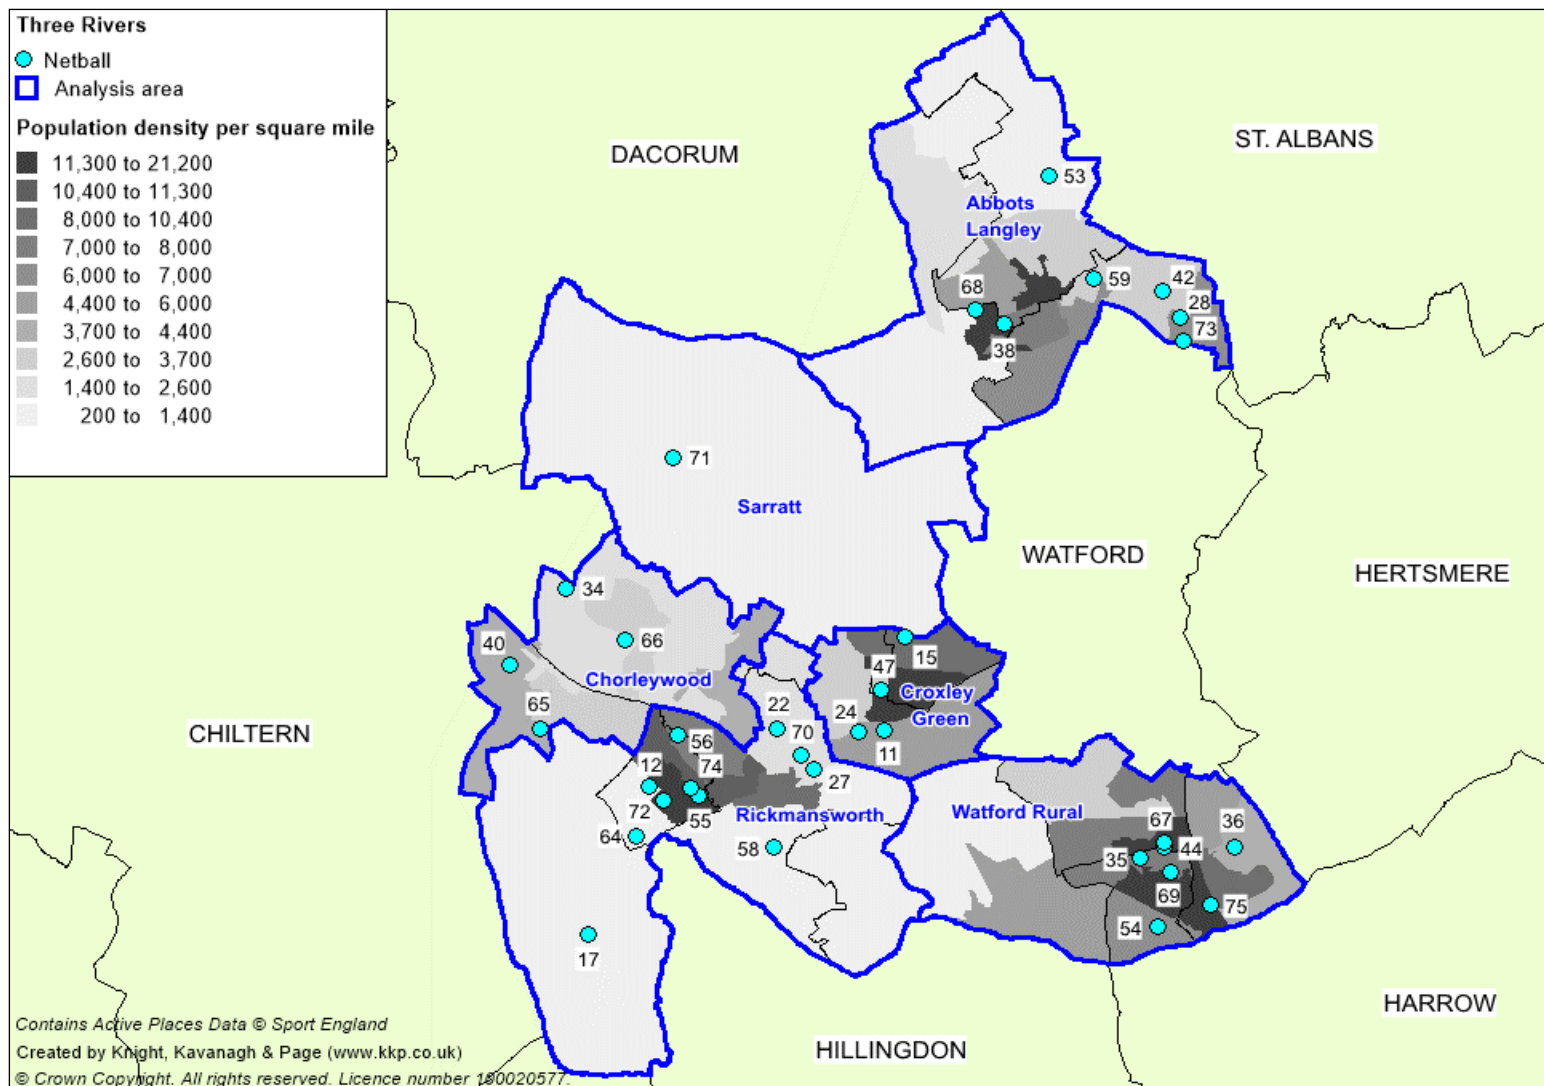 Three Rivers
Netball
Analysis area
Population density per square mile
11,300 to 21,200
10,400 to 11,300
8,000 to 10,400
7,000 to 8,000
6,000 to 7,000
4,400 to 6,000
3,700 to 4,400
2,600 to 3,700
1,400 to 2,600
200 to 1,400
DACORUM
ST. ALBANS
53
Abbots
Langley
59
42
68
28
73
38
71
Sarratt
WATFORD
HERTSMERE
34
66
40
15
47
Chorleywood
Croxley
Green
65
22
24
CHILTERN
56
70
11
12
74
27
72
55
Rickmansworth
Watford Rural
64
58
67
36
44
35
69
75
54
17
HARROW
HILLINGDON
Contains Active Places Data © Sport England
Created by Knight, Kavanagh & Page (www.kkp.co.uk)
© Crown Copyright. All rights reserved. Licence number 100020577.